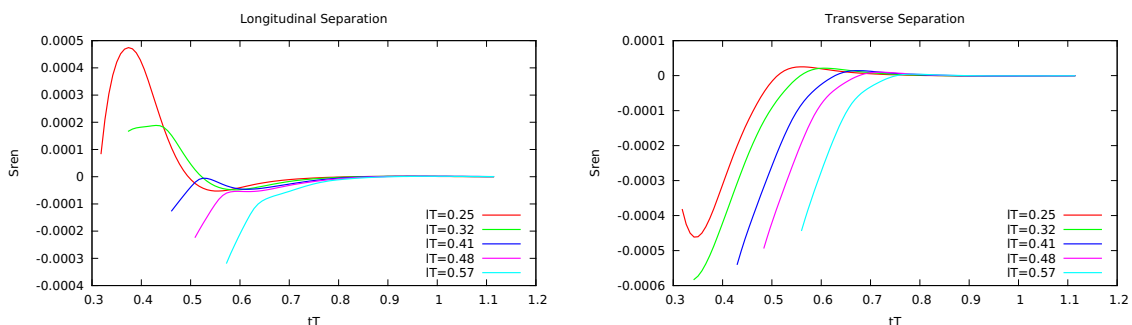 Longitudinal Separation
0.0005
0.0004
0.0003
0.0002
0.0001
0
-0.0001
-0.0002
-0.0003
-0.0004
Sren
lT=0.25
lT=0.32
lT=0.41
lT=0.48
lT=0.57
0.3 0.4 0.5 0.6 0.7 0.8 0.9 1 1.1 1.2
tT
Transverse Separation
0.0001
0
-0.0001
-0.0002
-0.0003
-0.0004
-0.0005
-0.0006
Sren
lT=0.25
lT=0.32
lT=0.41
lT=0.48
lT=0.57
0.3 0.4 0.5 0.6 0.7 0.8 0.9 1 1.1 1.2
tT